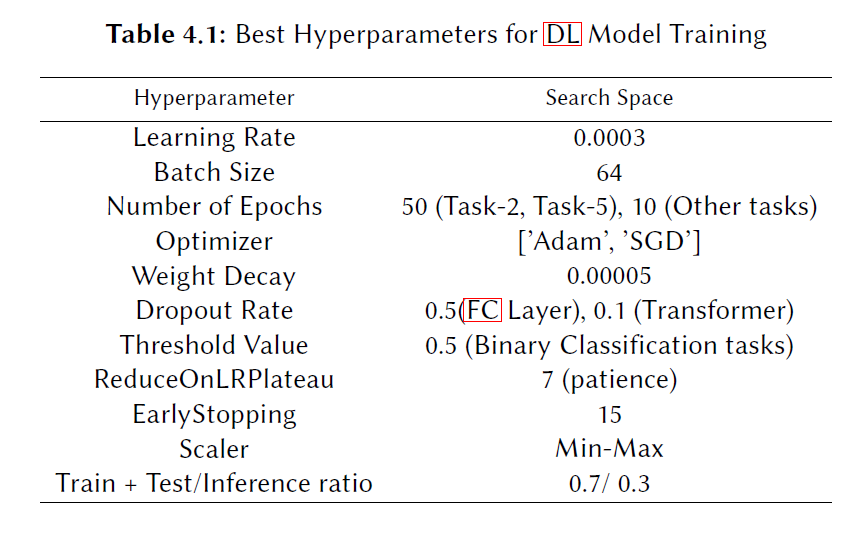 Table 4.1: Best Hyperparameters for DL Model Training
Hyperparameter Search Space
Learning Rate 0.0003
Batch Size 64
Number of Epochs 50 (Task-2, Task-5), 10 (Other tasks)
Optimizer [’Adam’, ’SGD’]
Weight Decay 0.00005
Dropout Rate 0.5(FC Layer), 0.1 (Transformer)
Threshold Value 0.5 (Binary Classification tasks)
ReduceOnLRPlateau 7 (patience)
EarlyStopping 15
Scaler Min-Max
Train + Test/Inference ratio 0.7/ 0.3